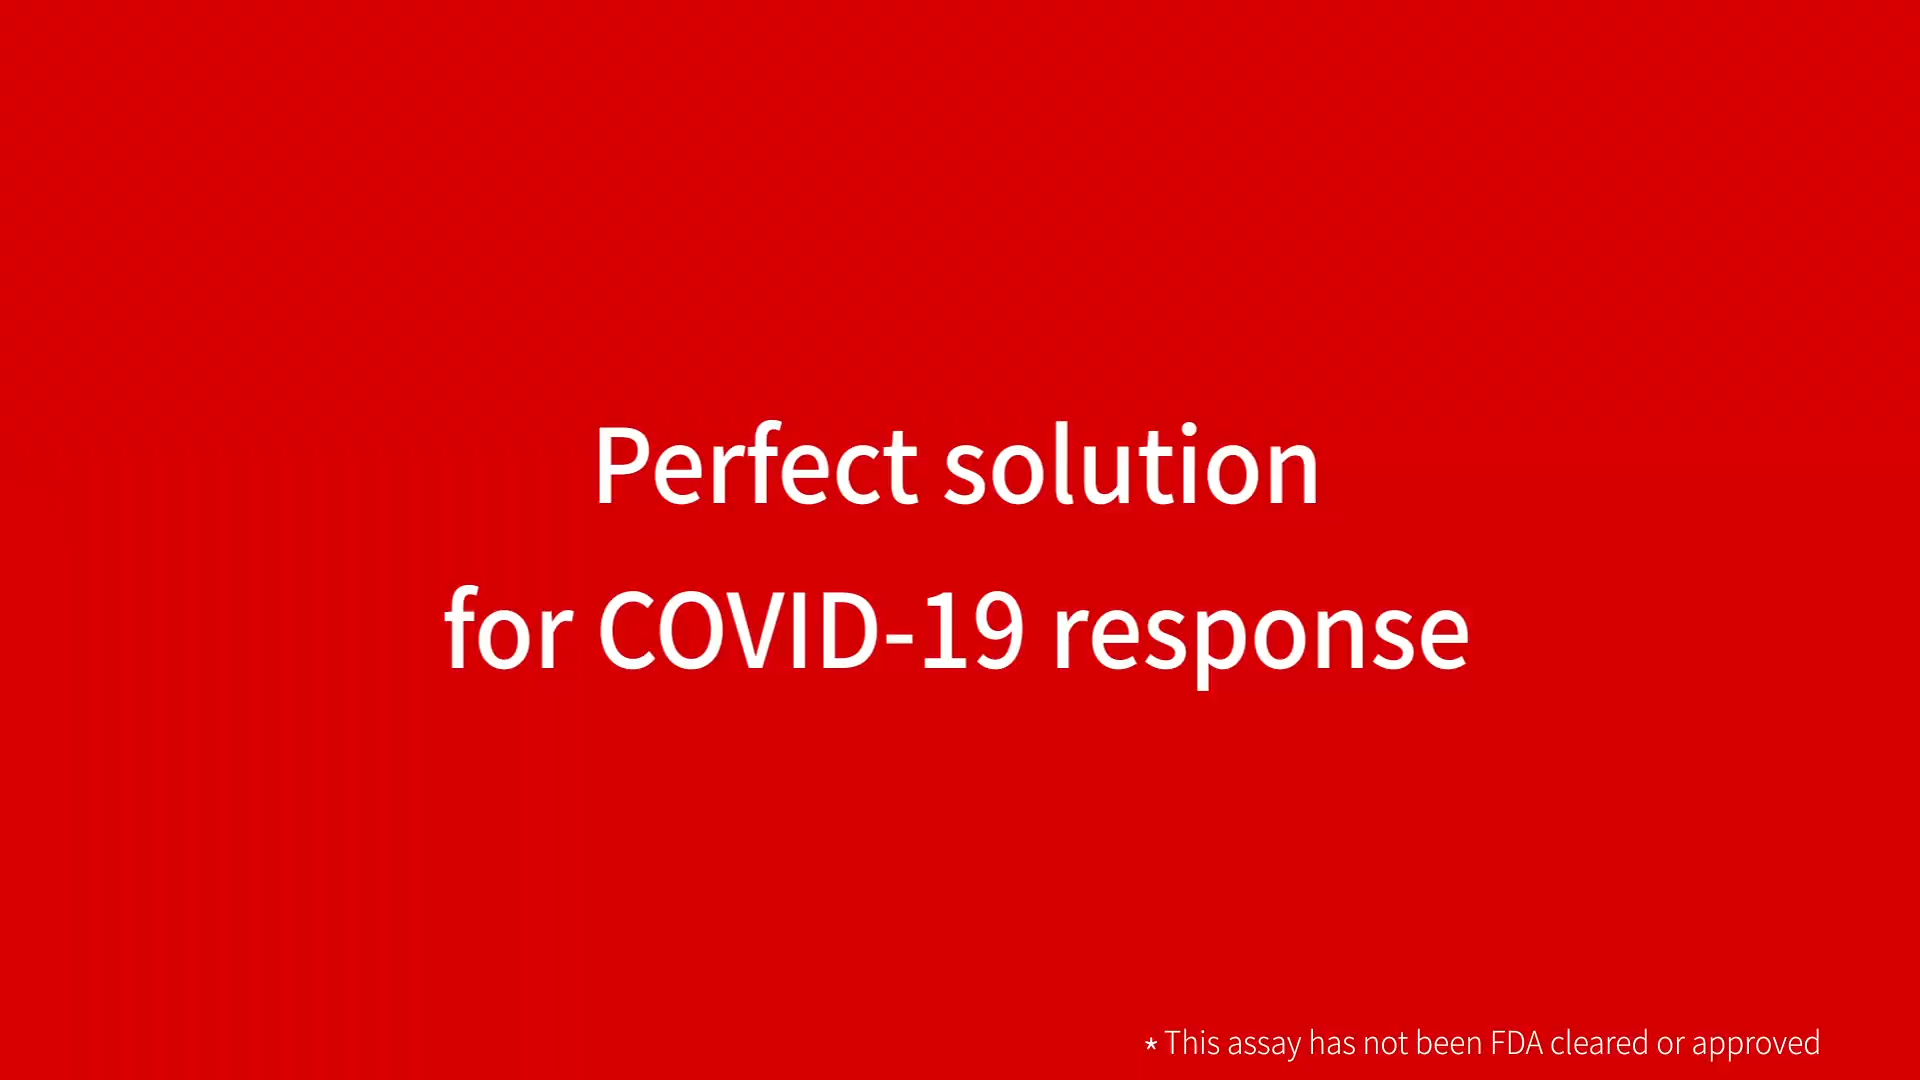 Perfect solution
for COVID-19 response
* This assay has not been FDA cleared or approved